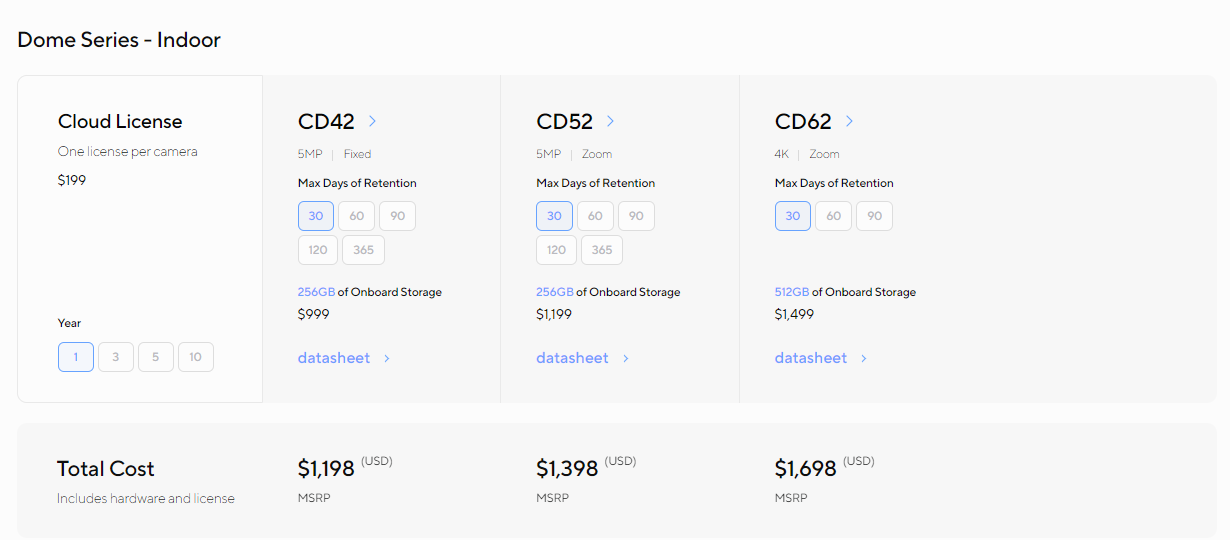 Dome Series - Indoor
Cloud License
One license per camera
$199
Year
1 3 5 10
CD42
5MP | Fixed
Max Days of Retention
30 60 90
120 365
256GB of Onboard Storage
$999
datasheet
CD52
5MP | Zoom
Max Days of Retention
30 60 90
120 365
256GB of Onboard Storage
$1,199
datasheet
CD62
4K | Zoom
Max Days of Retention
30 60 90
512GB of Onboard Storage
$1,499
datasheet
Total Cost
Includes hardware and license
$1,198 (USD)
MSRP
$1,398 (USD)
MSRP
$1,698 (USD)
MSRP